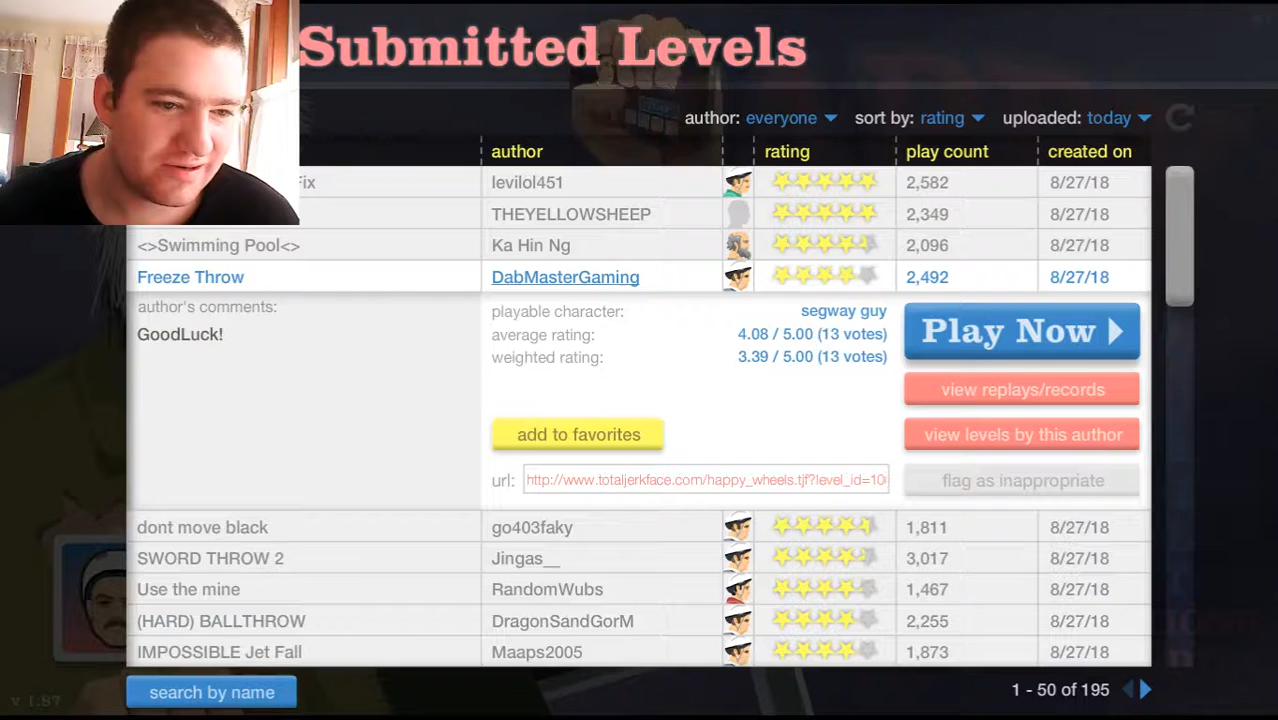 Submitted Levels
author: everyone sort by: rating uploaded: today
author rating play count created on
Fix levilol451 2,582 8/27/18
THEYELLOWSHEEP 2,349 8/27/18
<>Swimming Pool<> Ka Hin Ng 2,096 8/27/18
Freeze Throw DabMasterGaming 2,492 8/27/18
author's comments:
GoodLuck!
playable character: segway guy
average rating: 4.08 / 5.00 (13 votes)
weighted rating: 3.39 / 5.00 (13 votes)
Play Now
view replays/records
add to favorites
view levels by this author
url: http://www.totaljerkface.com/happy_wheels.tjf?level_id=10
flag as inappropriate
dont move black go403faky 1,811 8/27/18
SWORD THROW 2 Jingas__ 3,017 8/27/18
Use the mine RandomWubs 1,467 8/27/18
(HARD) BALLTHROW DragonSandGorM 2,255 8/27/18
IMPOSSIBLE Jet Fall Maaps2005 1,873 8/27/18
search by name
1 - 50 of 195
v 1.87